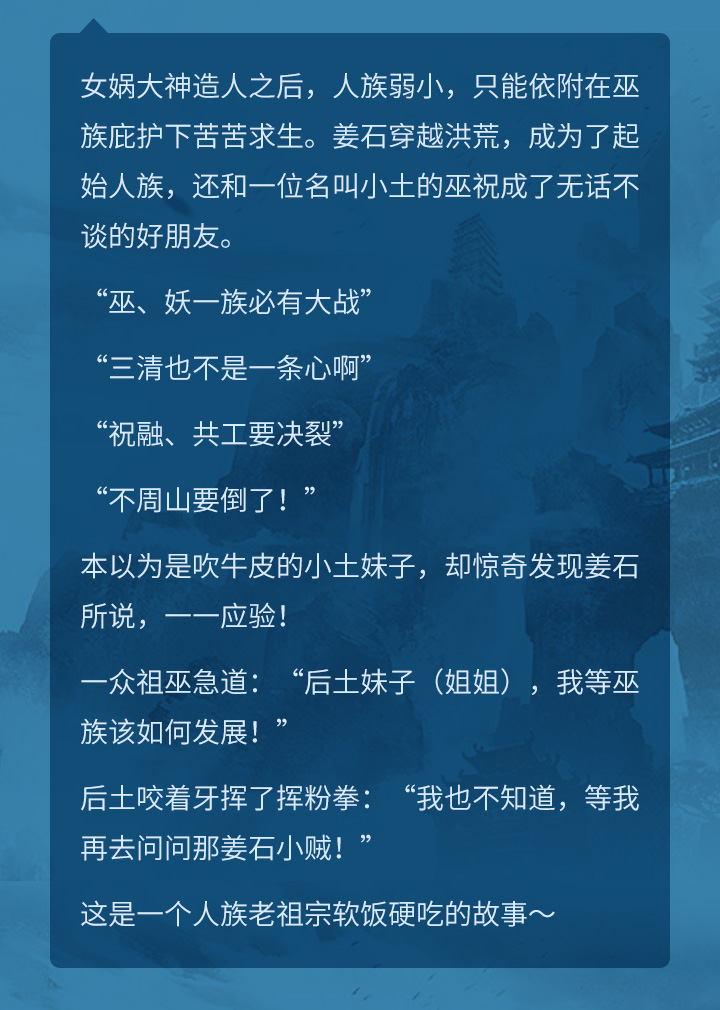 女娲大神造人之后，人族弱小，只能依附在巫
族庇护下苦苦求生。姜石穿越洪荒，成为了起
始人族，还和一位名叫小土的巫祝成了无话不
谈的好朋友。
“巫、妖一族必有大战”
“三清也不是一条心啊”
“祝融、共工要决裂”
“不周山要倒了！”
本以为是吹牛皮的小土妹子，却惊奇发现姜石
所说，一一应验！
一众祖巫急道：“后土妹子（姐姐），我等巫
族该如何发展！”
后土咬着牙挥了挥粉拳：“我也不知道，等我
再去问问那姜石小贼！”
这是一个人族老祖宗软饭硬吃的故事～